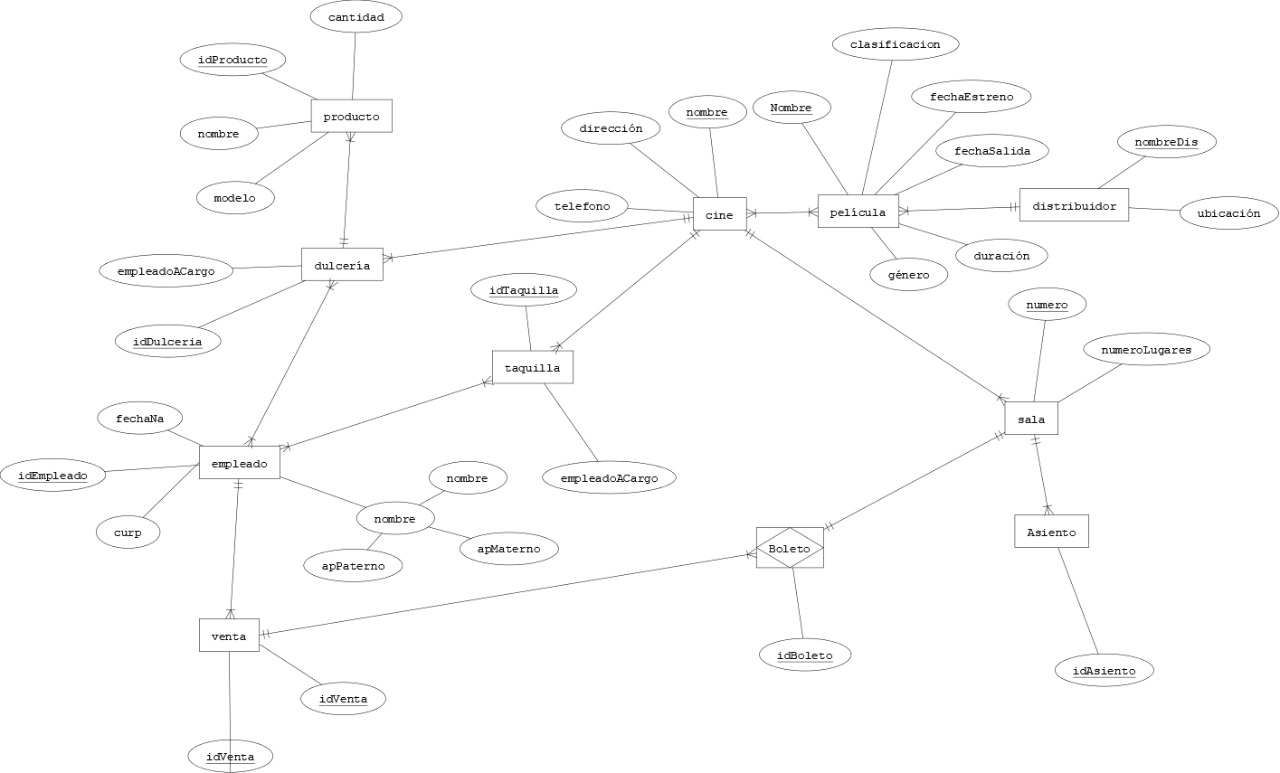 cantidad
clasificacion
idProducto
fechaEstreno
nombre
Nombre
producto
dirección
nombre
nombreDis
fechaSalida
modelo
telefono
cine
película
distribuidor
ubicación
dulcería
empleadoACargo
duración
género
idTaquilla
numero
idDulceria
numeroLugares
taquilla
fechaNa
sala
empleado
idEmpleado
nombre
empleadoACargo
nombre
curp
Asiento
apMaterno
Boleto
apPaterno
venta
idBoleto
idAsiento
idVenta
idVenta